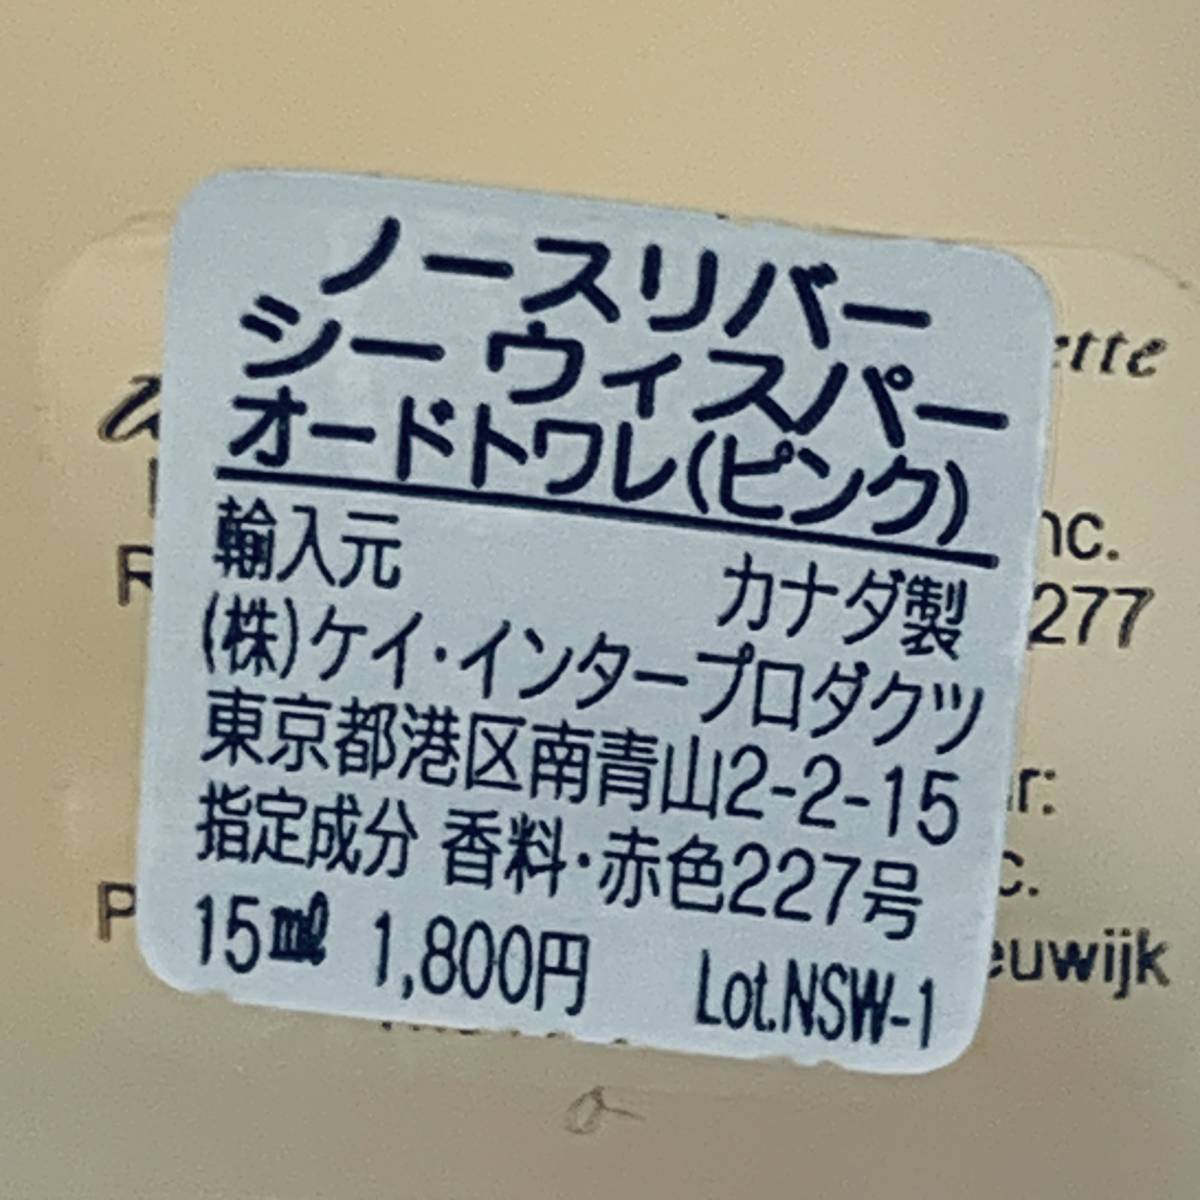 ノースリバー
シー ウィスパー
オードトワレ(ピンク)
輸入元 カナダ製
(株)ケイ・インタープロダクツ
東京都港区南青山2-2-15
指定成分 香料・赤色227号
15ml 1,800円 Lot.NSW-1
ette
nc.
277
r:
c.
euwijk